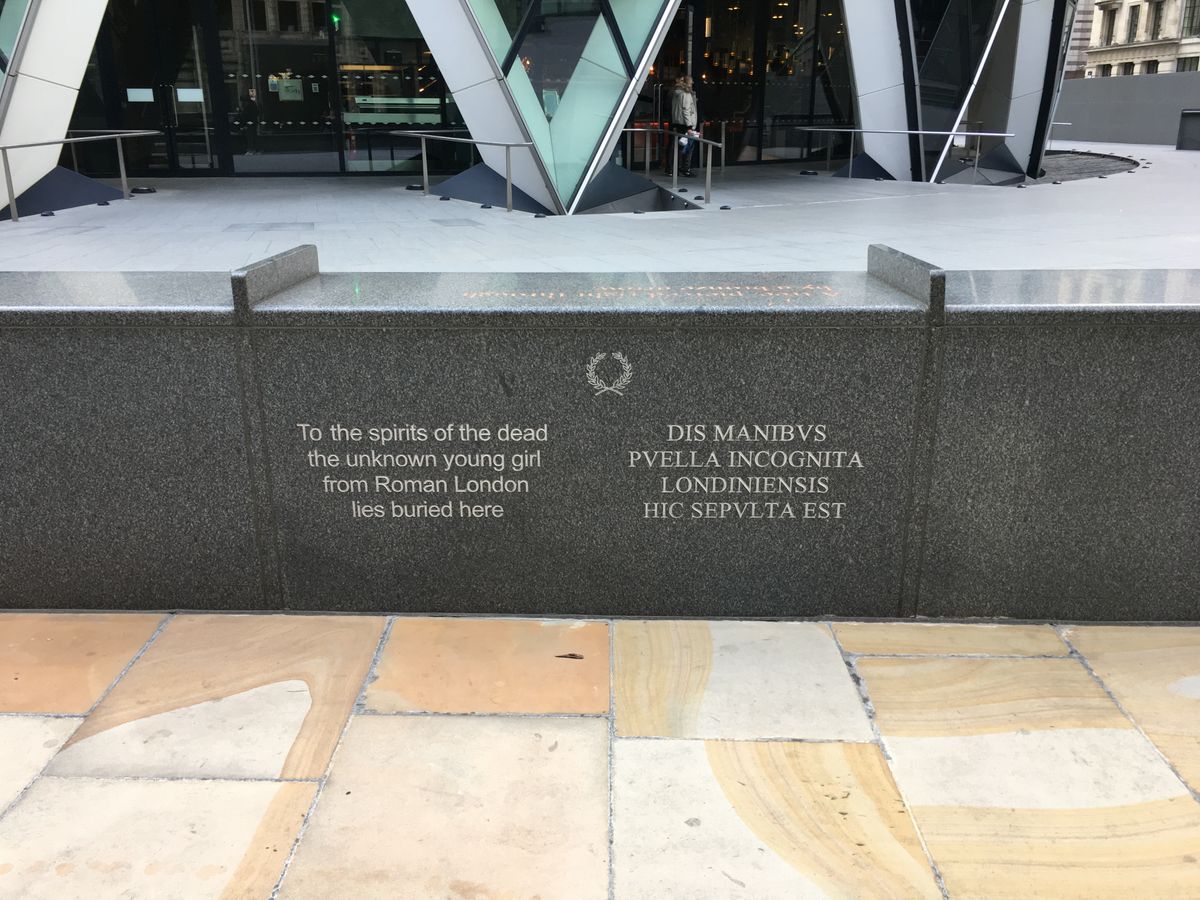 To the spirits of the dead
the unknown young girl
from Roman London
lies buried here
DIS MANIBVS
PVELLA INCOGNITA
LONDINIENSIS
HIC SEPVLTA EST